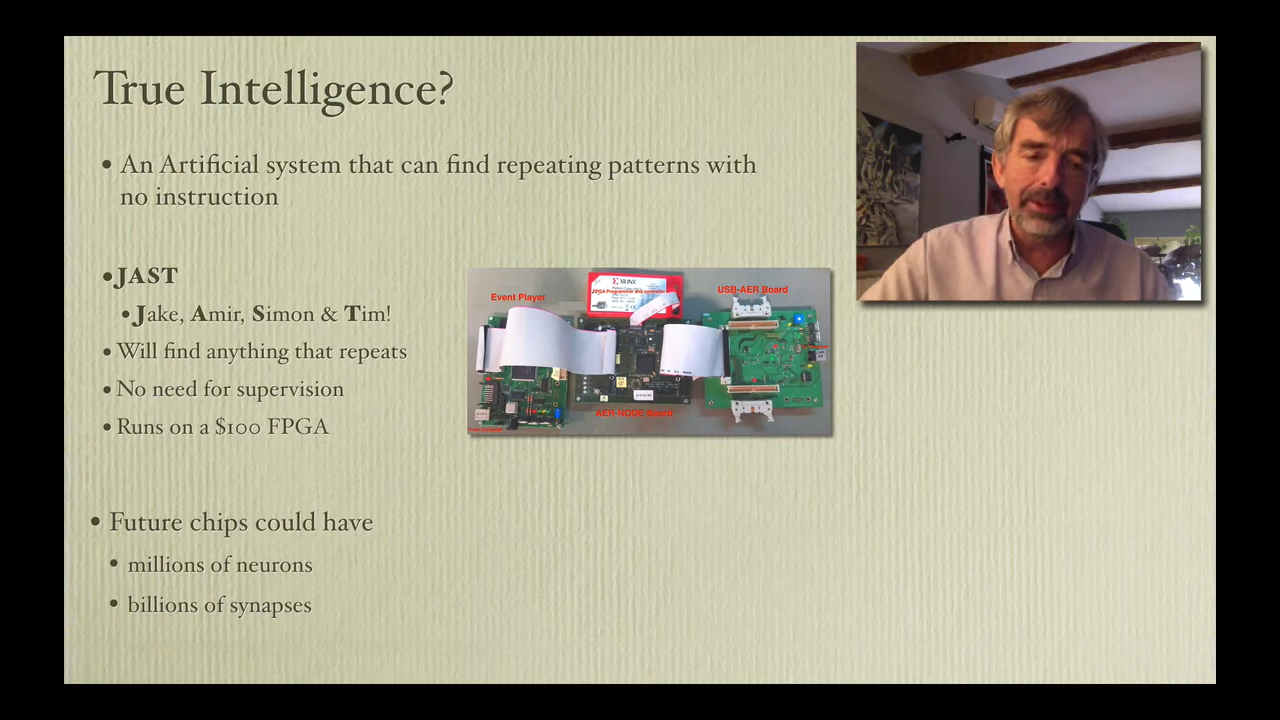 True Intelligence?
• An Artificial system that can find repeating patterns with
no instruction
• JAST
• Jake, Amir, Simon & Tim!
• Will find anything that repeats
• No need for supervision
• Runs on a $100 FPGA
Event Player
XILINX
USB-AER Board
AER-NODE Board
• Future chips could have
• millions of neurons
• billions of synapses